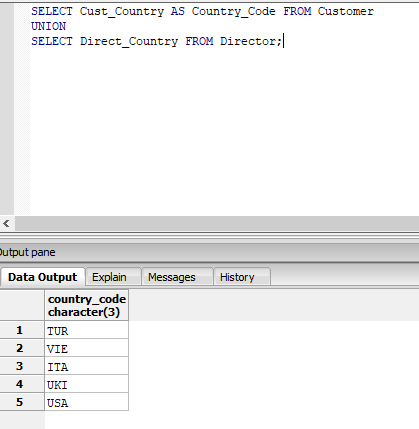 SELECT Cust_Country AS Country_Code FROM Customer
UNION
SELECT Direct_Country FROM Director;
Output pane
Data Output Explain Messages History
country_code
character(3)
1 TUR
2 VIE
3 ITA
4 UKI
5 USA